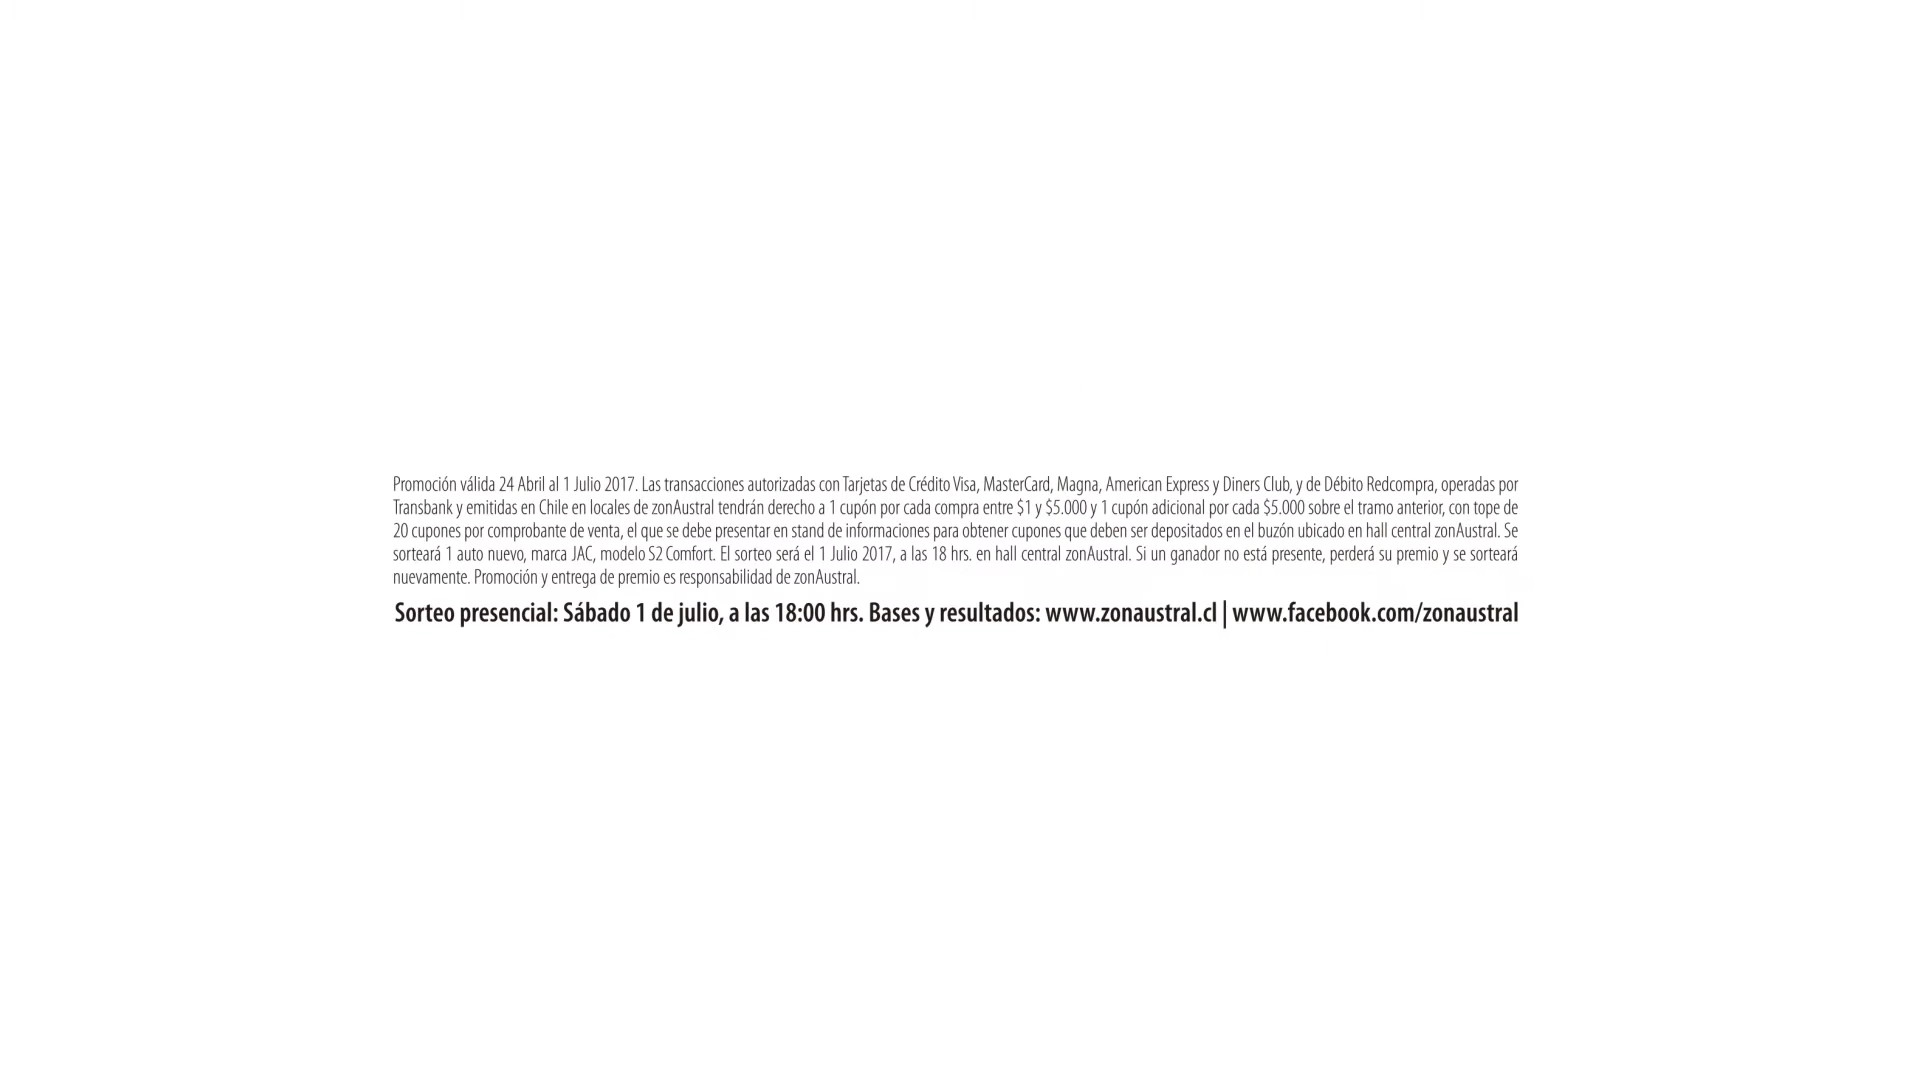 Promoción válida 24 Abril al 1 Julio 2017. Las transacciones autorizadas con Tarjetas de Crédito Visa, MasterCard, Magna, American Express y Diners Club, y de Débito Redcompra, operadas por
Transbank y emitidas en Chile en locales de zonAustral tendrán derecho a 1 cupón por cada compra entre $1 y $5.000 y 1 cupón adicional por cada $5.000 sobre el tramo anterior, con tope de
20 cupones por comprobante de venta, el que se debe presentar en stand de informaciones para obtener cupones que deben ser depositados en el buzón ubicado en hall central zonAustral. Se
sorteará 1 auto nuevo, marca JAC, modelo S2 Comfort. El sorteo será el 1 Julio 2017, a las 18 hrs. en hall central zonAustral. Si un ganador no está presente, perderá su premio y se sorteará
nuevamente. Promoción y entrega de premio es responsabilidad de zonAustral.
Sorteo presencial: Sábado 1 de julio, a las 18:00 hrs. Bases y resultados: www.zonaustral.cl | www.facebook.com/zonaustral